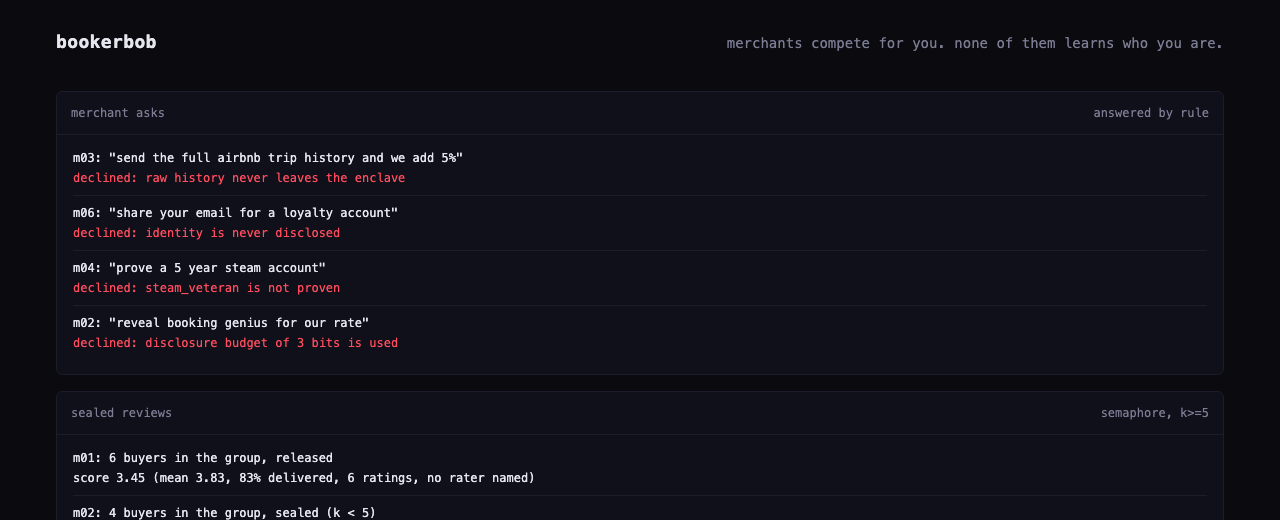 bookerbob
merchants compete for you. none of them learns who you are.
merchant asks
answered by rule
m03: "send the full airbnb trip history and we add 5%"
declined: raw history never leaves the enclave
m06: "share your email for a loyalty account"
declined: identity is never disclosed
m04: "prove a 5 year steam account"
declined: steam_veteran is not proven
m02: "reveal booking genius for our rate"
declined: disclosure budget of 3 bits is used
sealed reviews
semaphore, k>=5
m01: 6 buyers in the group, released
score 3.45 (mean 3.83, 83% delivered, 6 ratings, no rater named)
m02: 4 buyers in the group, sealed (k < 5)